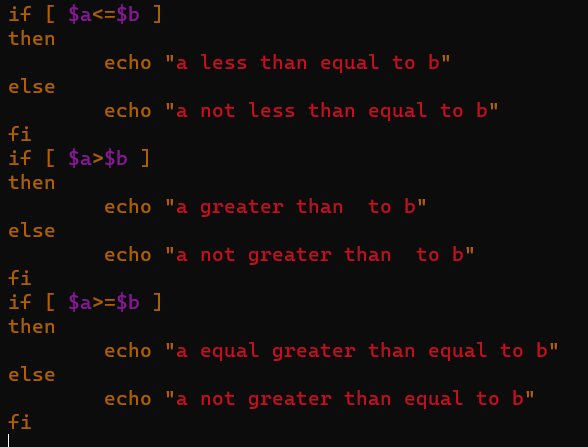 if [ $a<=$b ]
then
        echo "a less than equal to b"
else
        echo "a not less than equal to b"
fi
if [ $a>$b ]
then
        echo "a greater than  to b"
else
        echo "a not greater than  to b"
fi
if [ $a>=$b ]
then
        echo "a equal greater than equal to b"
else
        echo "a not greater than equal to b"
fi